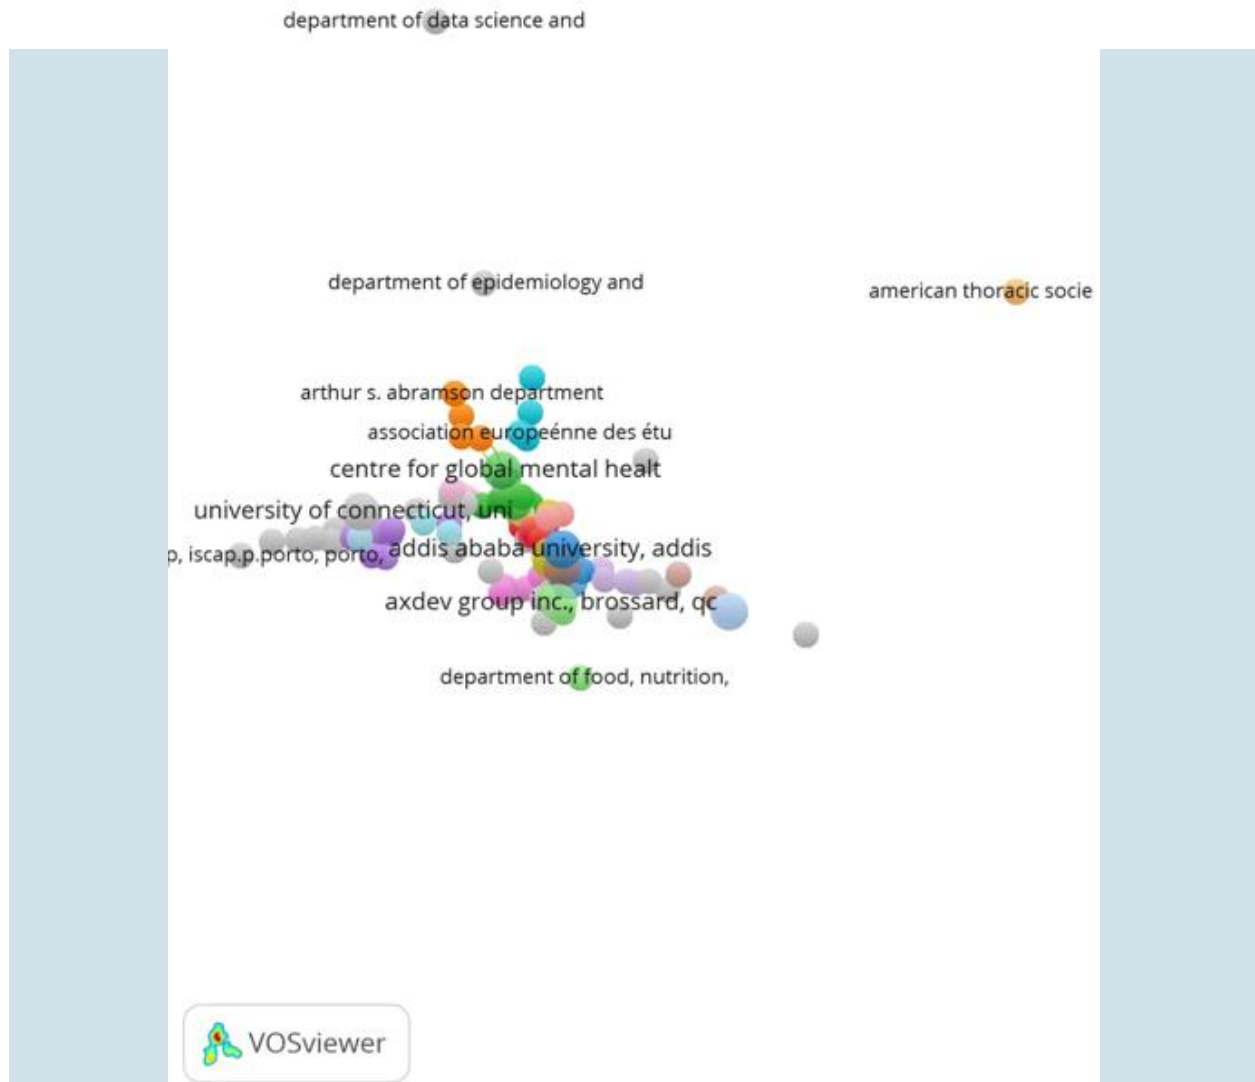 department of data science and
department of epidemiology and
american thoracic socie
arthur s. abramson department
association europeénne des étu
centre for global mental healt
university of connecticut, uni
p, iscap.p.porto, porto,
addis ababa university, addis
axdev group inc., brossard, qc
department of food, nutrition,
VOSviewer